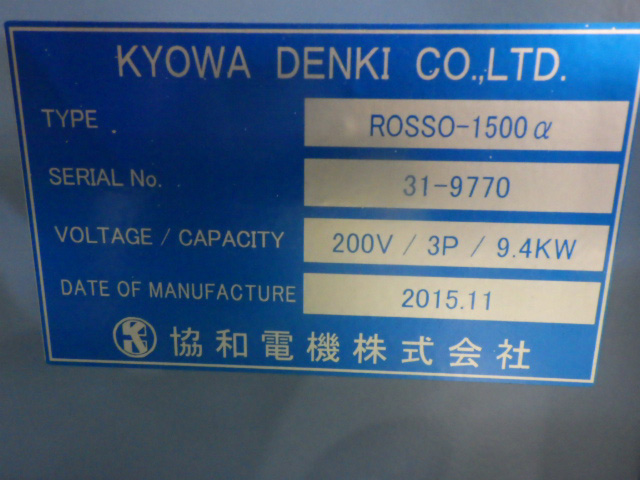 KYOWA DENKI CO.,LTD.
TYPE ROSSO-1500α
SERIAL No. 31-9770
VOLTAGE / CAPACITY 200V / 3P / 9.4KW
DATE OF MANUFACTURE 2015.11
協和電機株式会社